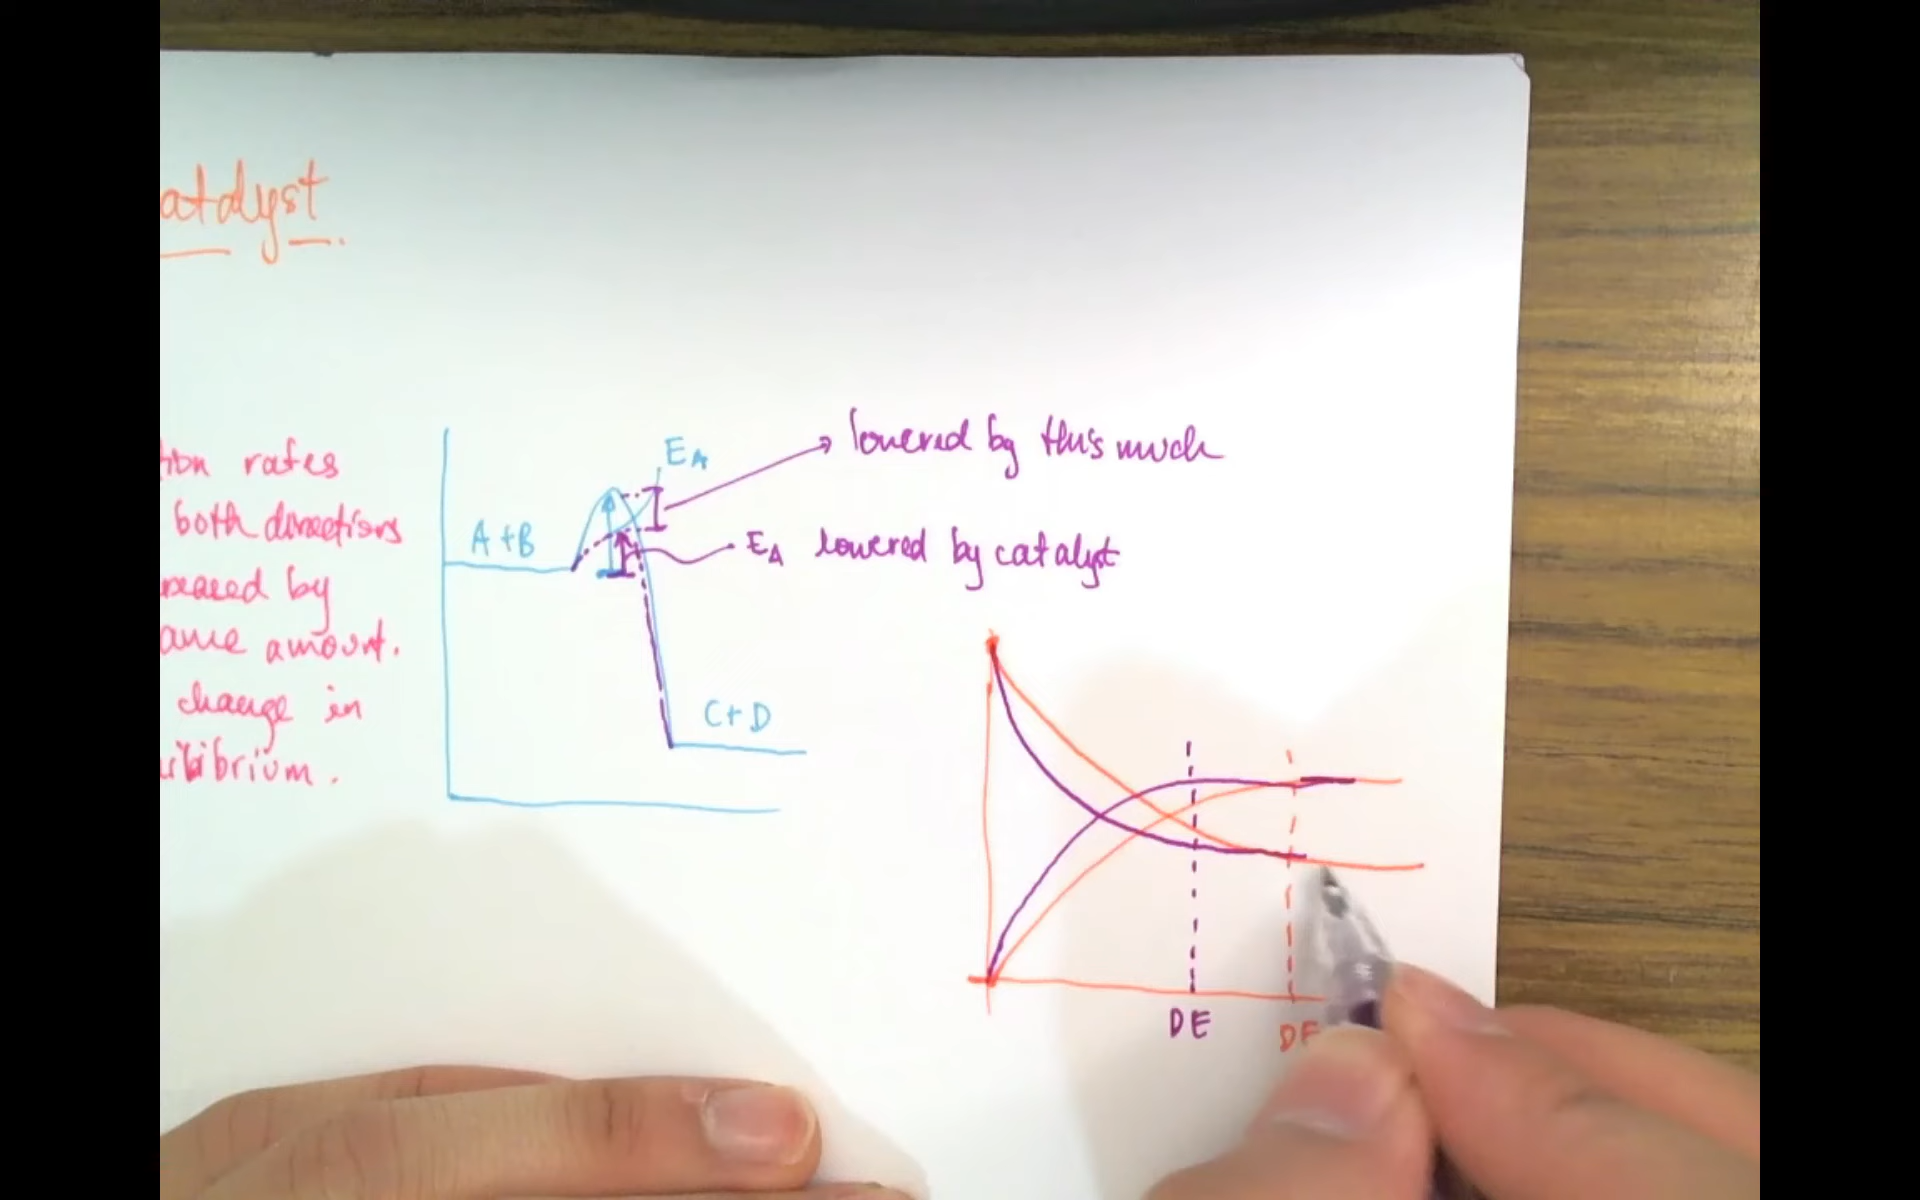 atalyst
tion rates
both directions
reased by
ame amount.
change in
uilibrium.
EA
A+B
C+D
lowered by this much
EA lowered by catalyst
DE
DE